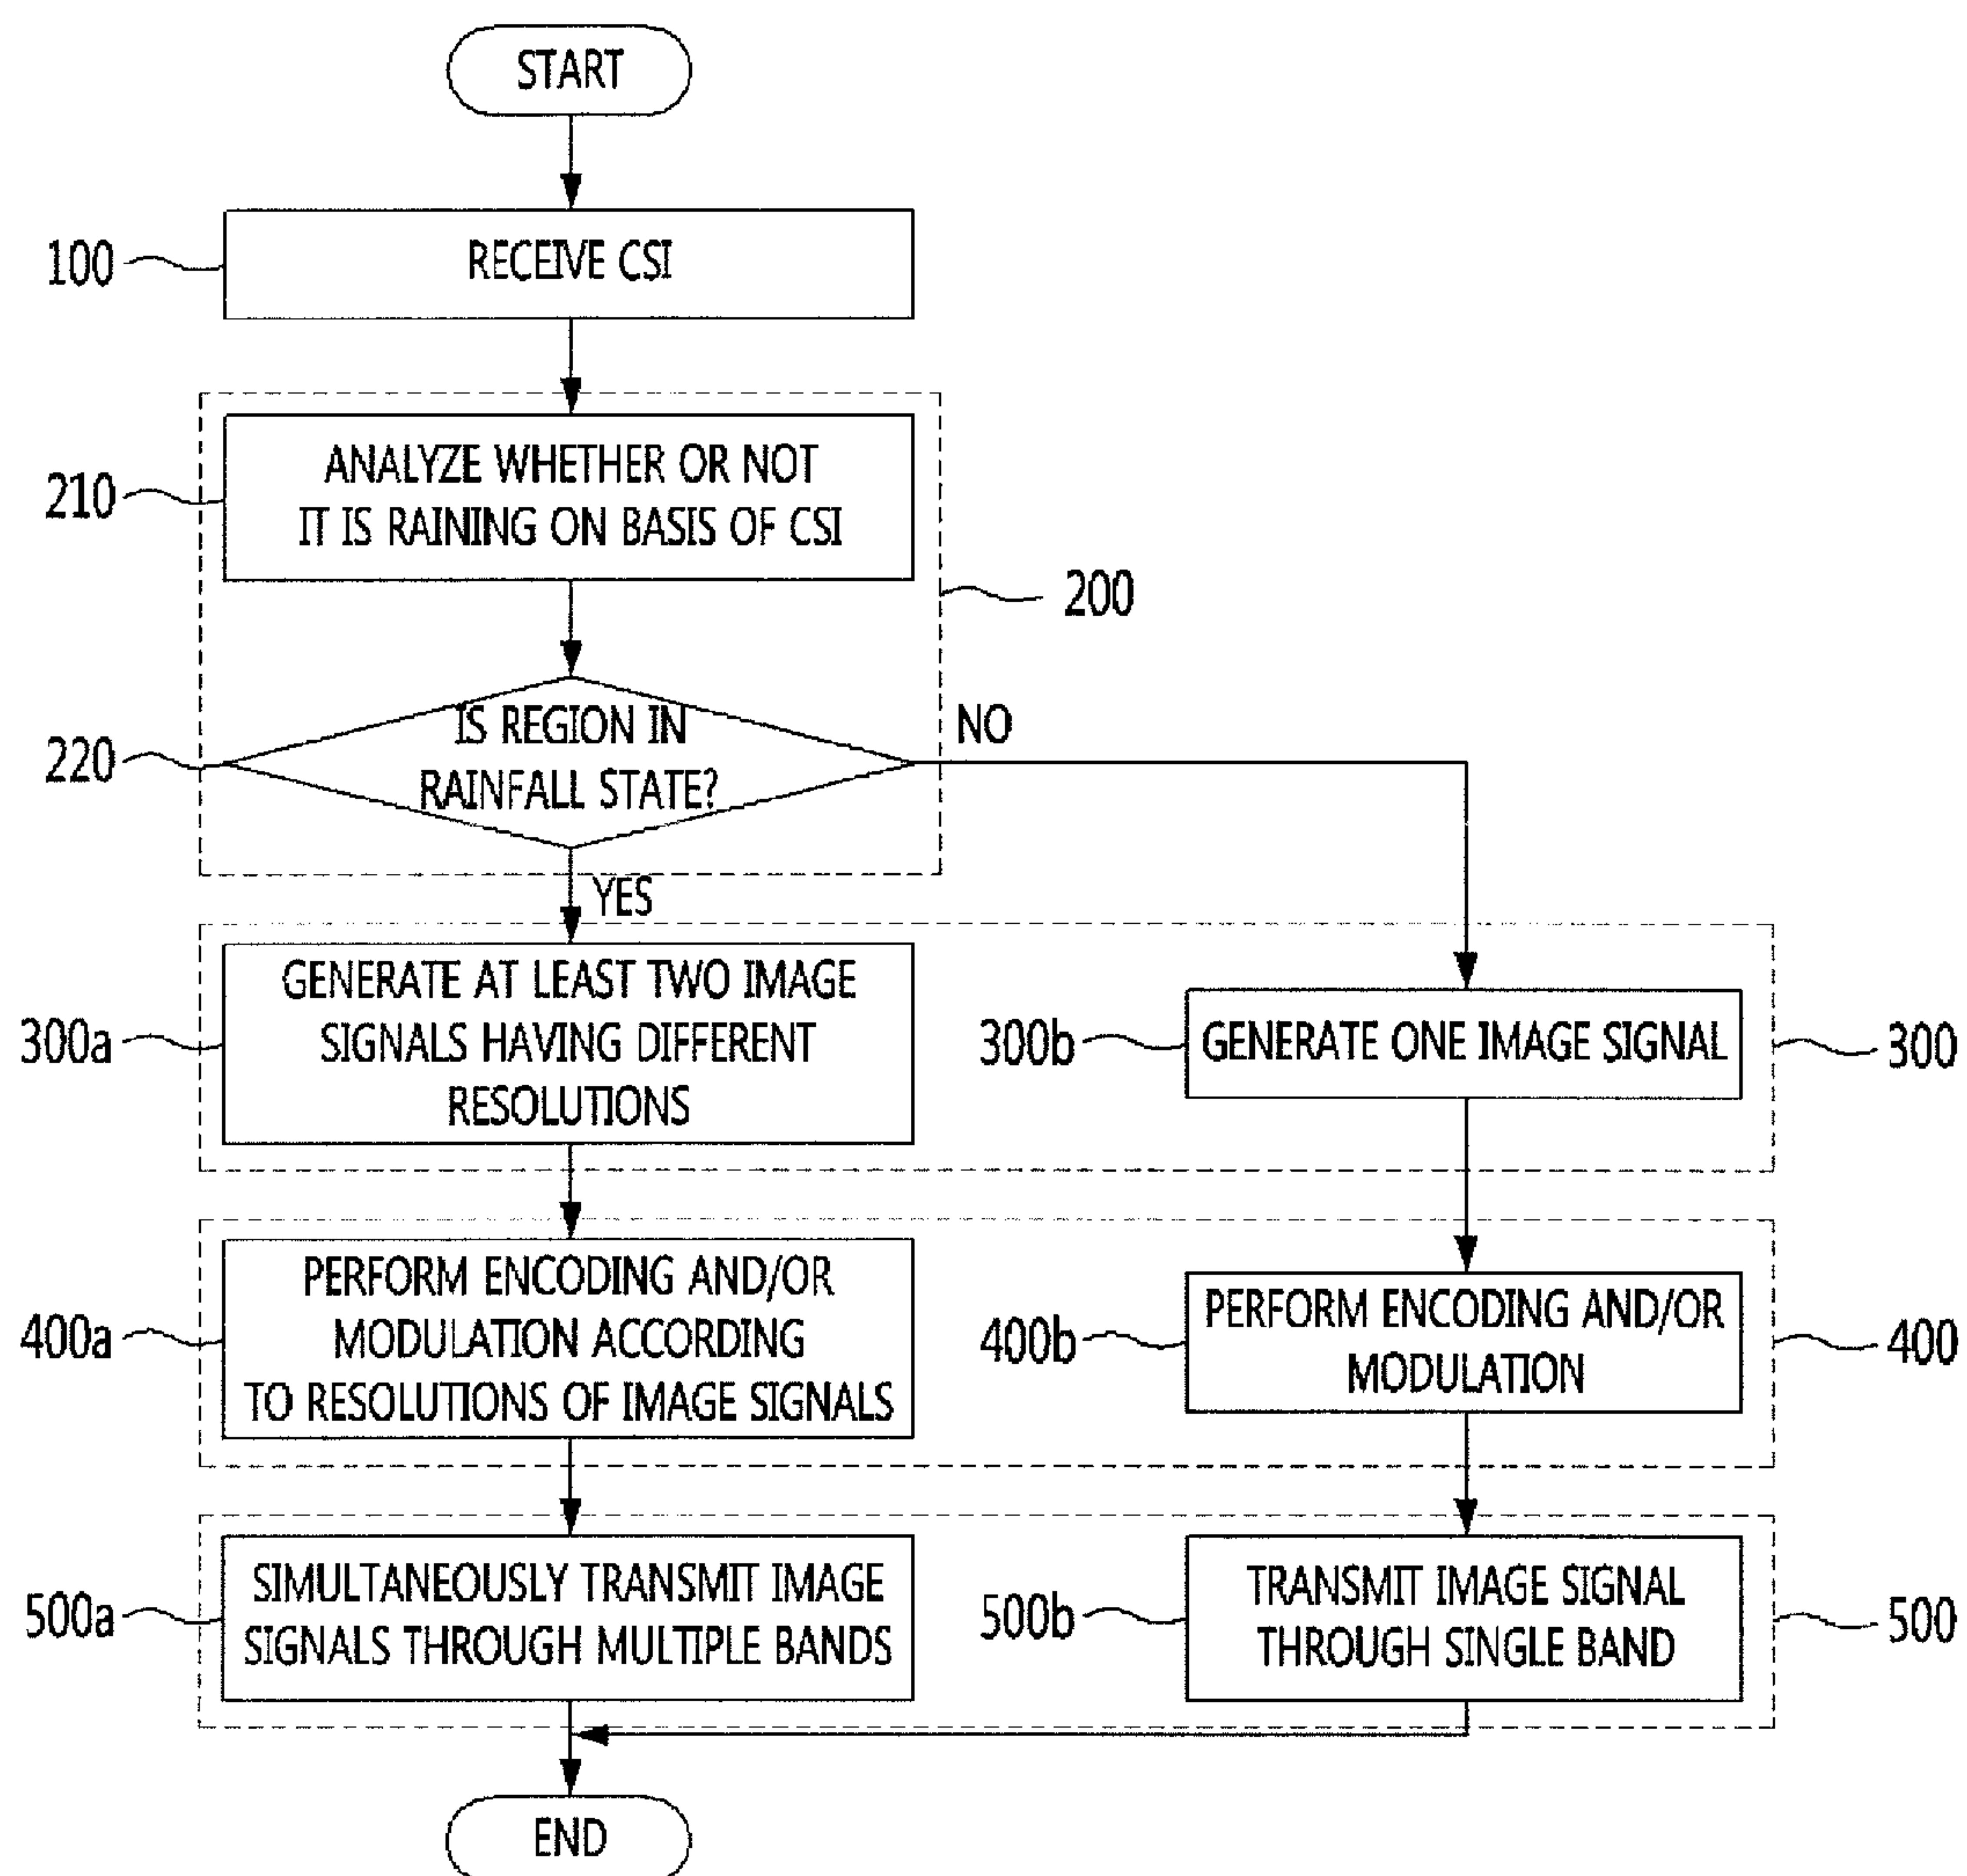 START
100
RECEIVE CSI
210
ANALYZE WHETHER OR NOT
IT IS RAINING ON BASIS OF CSI
200
220
IS REGION IN
RAINFALL STATE?
NO
YES
300a
GENERATE AT LEAST TWO IMAGE
SIGNALS HAVING DIFFERENT
RESOLUTIONS
300b
GENERATE ONE IMAGE SIGNAL
300
400a
PERFORM ENCODING AND/OR
MODULATION ACCORDING
TO RESOLUTIONS OF IMAGE SIGNALS
400b
PERFORM ENCODING AND/OR
MODULATION
400
500a
SIMULTANEOUSLY TRANSMIT IMAGE
SIGNALS THROUGH MULTIPLE BANDS
500b
TRANSMIT IMAGE SIGNAL
THROUGH SINGLE BAND
500
END